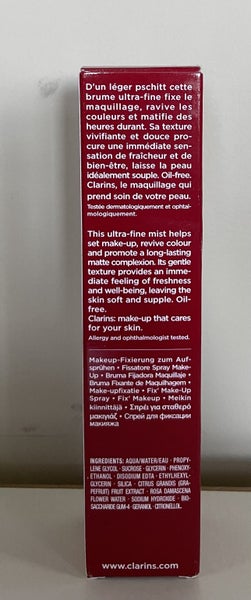 D'un léger pschitt cette
brume ultra-fine fixe le
maquillage, ravive les
couleurs et matifie des
heures durant. Sa texture
vivifiante et douce pro-
cure une immédiate sen-
sation de fraîcheur et de
bien-être, laisse la peau
idéalement souple. Oil-free.
Clarins, le maquillage qui
prend soin de votre peau.
Testée dermatologiquement et ophtal-
mologiquement.
This ultra-fine mist helps
set make-up, revive colour
and promote a long-lasting
matte complexion. Its gentle
texture provides an imme-
diate feeling of freshness
and well-being, leaving the
skin soft and supple. Oil-
free.
Clarins: make-up that cares
for your skin.
Allergy and ophthalmologist tested.
Makeup-Fixierung zum Auf-
sprühen • Fissatore Spray Make-
Up • Bruma Fijadora Maquillaje •
Bruma Fixante de Maquilhagem •
Make-upfixatie • Fix' Make-Up
Spray • Fix' Makeup • Meikin
kiinnittäjä • Σπρέι για σταθερό
μακιγιάζ • Спрей для фиксации
макияжа
INGREDIENTS: AQUA/WATER/EAU - PROPY-
LENE GLYCOL - SUCROSE - GLYCERIN - PHENOXY-
ETHANOL - DISODIUM EDTA - ETHYLHEXYL-
GLYCERIN - SILICA - CITRUS GRANDIS (GRA-
PEFRUIT) FRUIT EXTRACT - ROSA DAMASCENA
FLOWER WATER - SODIUM HYDROXIDE - BIO-
SACCHARIDE GUM-4 - GERANIOL - CITRONELLOL
www.clarins.com